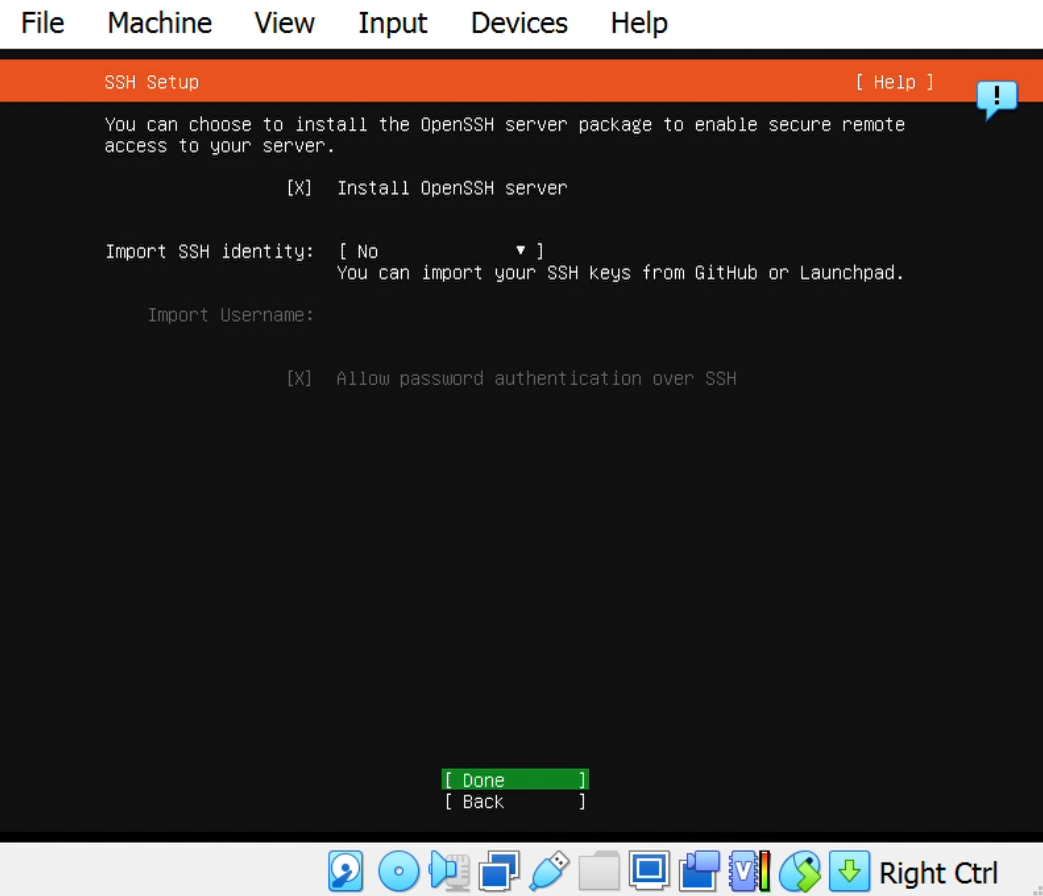 File Machine View Input Devices Help
SSH Setup [ Help ]
You can choose to install the OpenSSH server package to enable secure remote
access to your server.
[X] Install OpenSSH server
Import SSH identity: [ No ▼ ]
You can import your SSH keys from GitHub or Launchpad.
Import Username:
[X] Allow password authentication over SSH
[ Done ]
[ Back ]
Right Ctrl